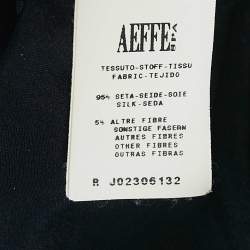 AEFFE SPA
TESSUTO-STOFF-TISSU
FABRIC-TEJIDO
95% SETA-SEIDE-SOIE
SILK-SEDA
5% ALTRE FIBRE
SONSTIGE FASERN
AUTRES FIBRES
OTHER FIBRES
OUTRAS FIBRAS
R J02306132